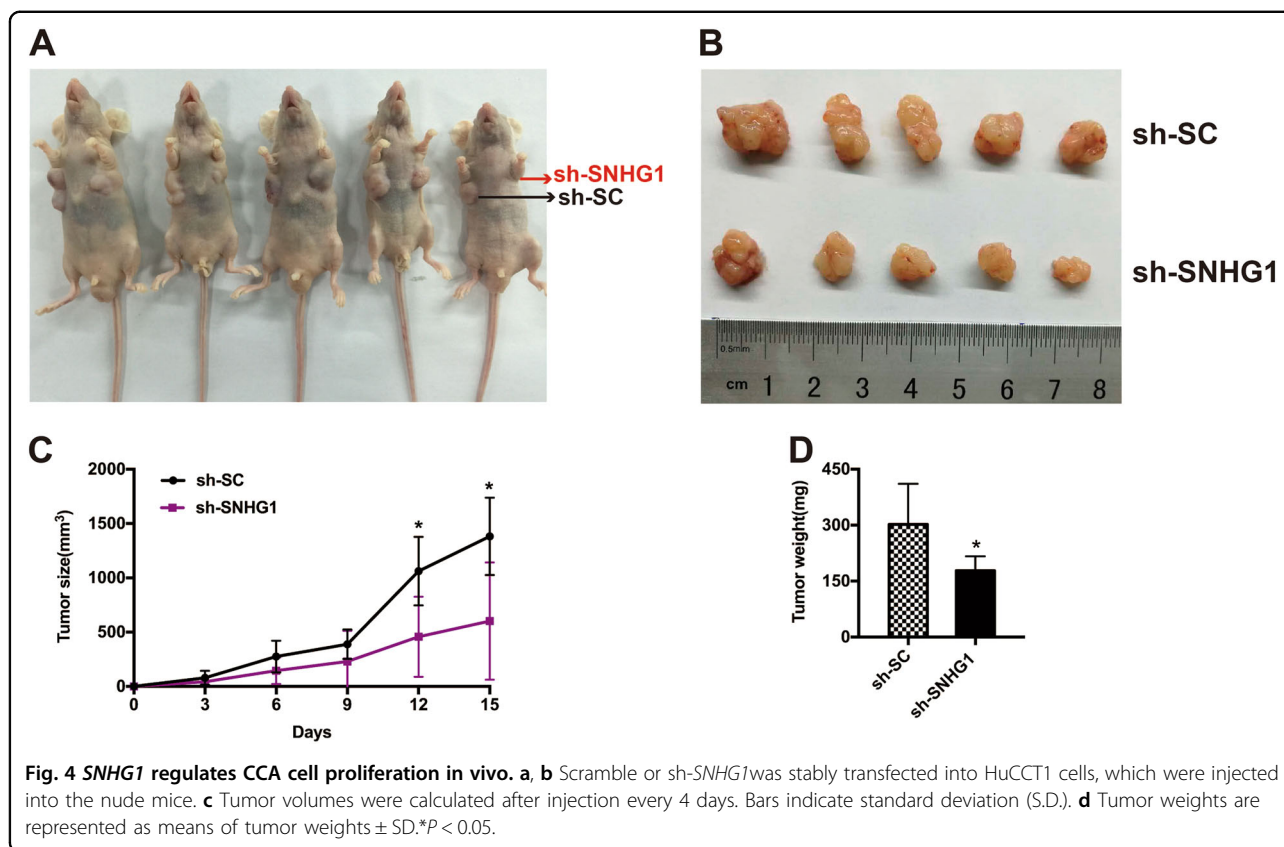 A
sh-SNHG1
sh-SC
B
sh-SC
sh-SNHG1
0.5mm
cm 1 2 3 4 5 6 7 8
C
2000
1500
1000
500
0
Tumor size(mm³)
sh-SC
sh-SNHG1
* *
0 3 6 9 12 15
Days
D
450
300
150
0
Tumor weight(mg)
*
sh-SC
sh-SNHG1
Fig. 4 SNHG1 regulates CCA cell proliferation in vivo. a, b Scramble or sh-SNHG1was stably transfected into HuCCT1 cells, which were injected
into the nude mice. c Tumor volumes were calculated after injection every 4 days. Bars indicate standard deviation (S.D.). d Tumor weights are
represented as means of tumor weights ± SD.*P < 0.05.